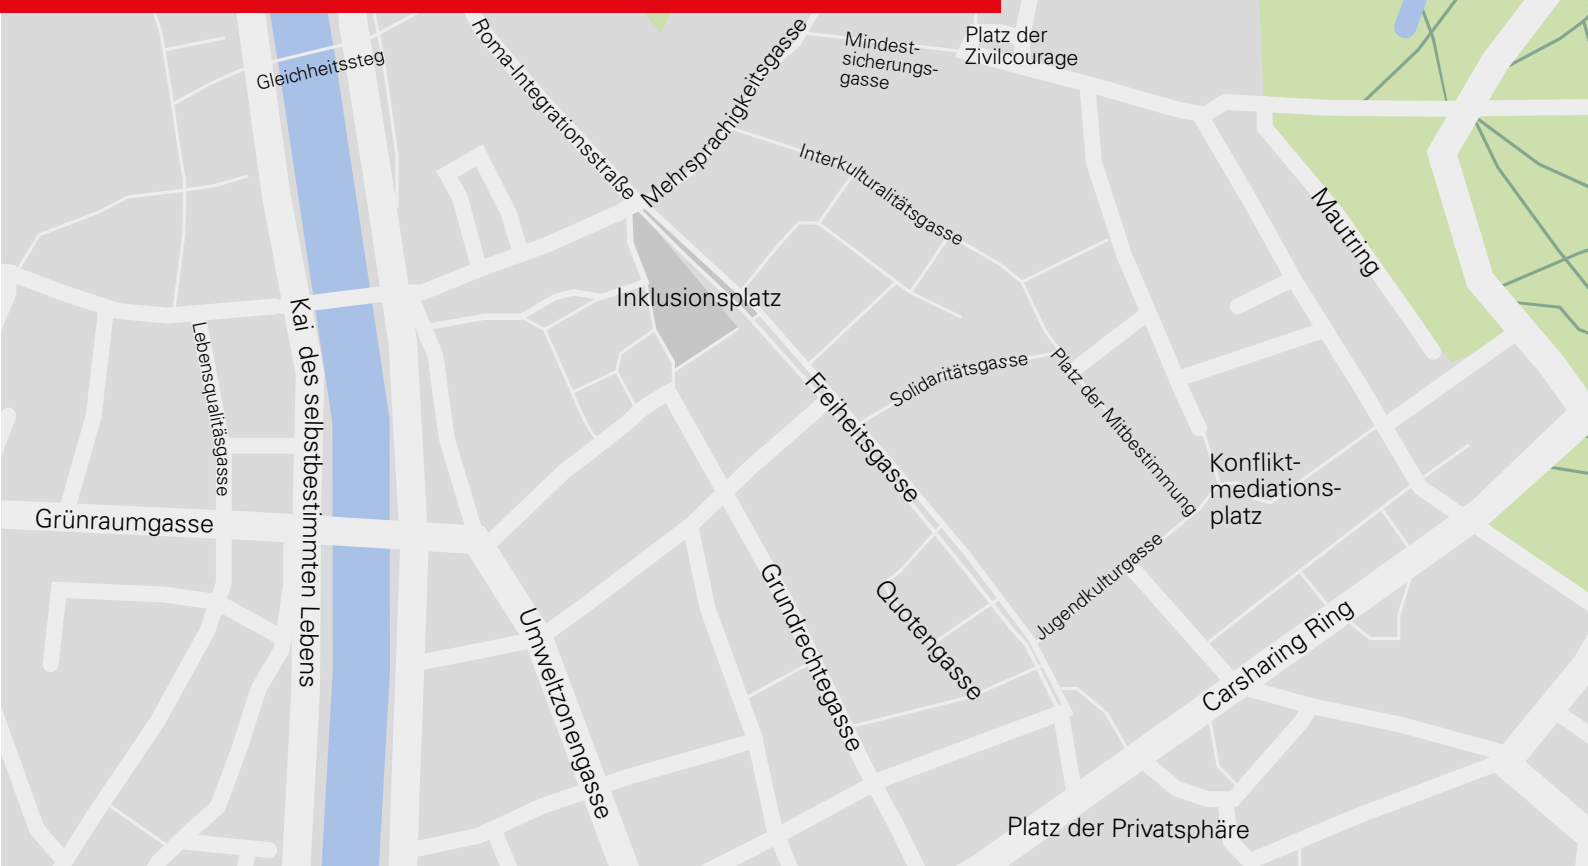 Roma-Integrationsstraße
Mehrsprachigkeitsgasse
Mindest-
sicherungs-
gasse
Platz der
Zivilcourage
Gleichheitssteg
Interkulturalitätsgasse
Mautring
Inklusionsplatz
Kai des selbstbestimmten Lebens
Lebensqualitäsgasse
Solidaritätsgasse
Platz der Mitbestimmung
Freiheitsgasse
Konflikt-
mediations-
platz
Grünraumgasse
Jugendkulturgasse
Grundrechtegasse
Quotengasse
Umweltzonengasse
Carsharing Ring
Platz der Privatsphäre